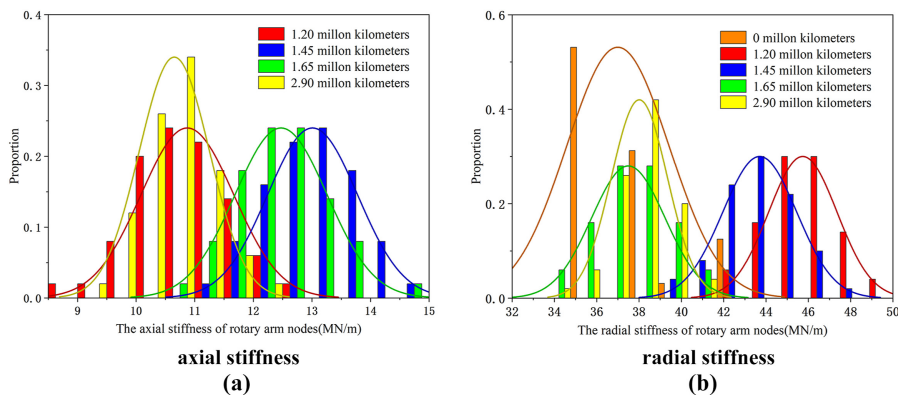 0.4
0.3
0.2
0.1
0.0
Proportion
1.20 millon kilometers
1.45 millon kilometers
1.65 millon kilometers
2.90 millon kilometers
9 10 11 12 13 14 15
The axial stiffness of rotary arm nodes(MN/m)
axial stiffness
(a)
0.6
0.4
0.2
0.0
Proportion
0 millon kilometers
1.20 millon kilometers
1.45 millon kilometers
1.65 millon kilometers
2.90 millon kilometers
32 34 36 38 40 42 44 46 48 50
The radial stiffness of rotary arm nodes(MN/m)
radial stiffness
(b)